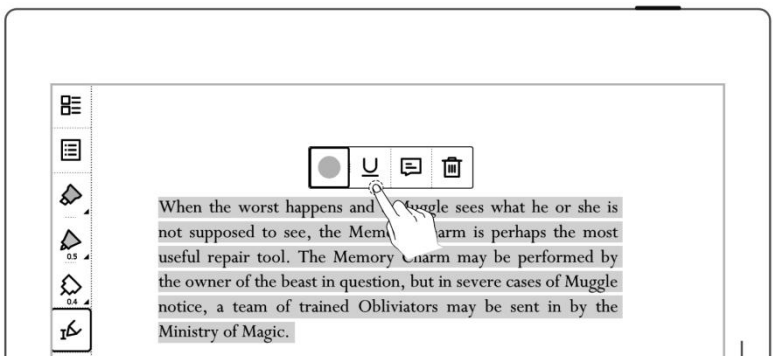 When the worst happens and Muggle sees what he or she is
not supposed to see, the Memory Charm is perhaps the most
useful repair tool. The Memory Charm may be performed by
the owner of the beast in question, but in severe cases of Muggle
notice, a team of trained Obliviators may be sent in by the
Ministry of Magic.
0.5
0.4